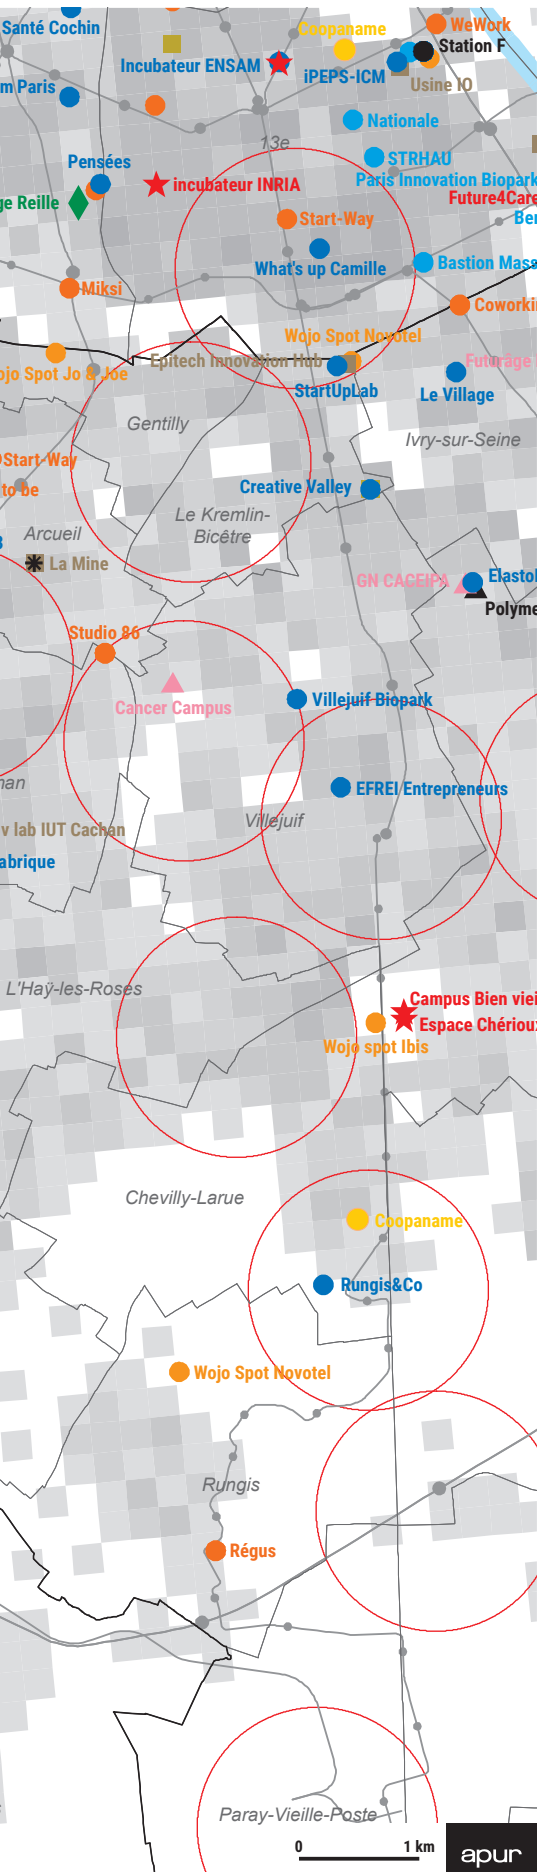 Santé Cochin
WeWork
Coopaname
Station F
Incubateur ENSAM
iPEPS-ICM
Usine IO
m Paris
Nationale
13e
STRHAU
Pensées
Paris Innovation Biopark
incubateur INRIA
Future4Care
ge Reille
Ber
Start-Way
What's up Camille
Bastion Mass
Miksi
Coworki
Wojo Spot Novotel
Epitech Innovation Hub
Futurâge
ojo Spot Jo & Joe
StartUpLab
Le Village
Gentilly
Ivry-sur-Seine
Start-Way
to be
Creative Valley
Le Kremlin-
Bicêtre
Arcueil
La Mine
GN CACEIPA
Elastol
Polyme
Studio 86
Cancer Campus
Villejuif Biopark
han
EFREI Entrepreneurs
Villejuif
v lab IUT Cachan
abrique
L'Haÿ-les-Roses
Campus Bien viei
Espace Chérioux
Wojo spot Ibis
Chevilly-Larue
Coopaname
Rungis&Co
Wojo Spot Novotel
Rungis
Régus
Paray-Vieille-Poste
0 1 km
apur